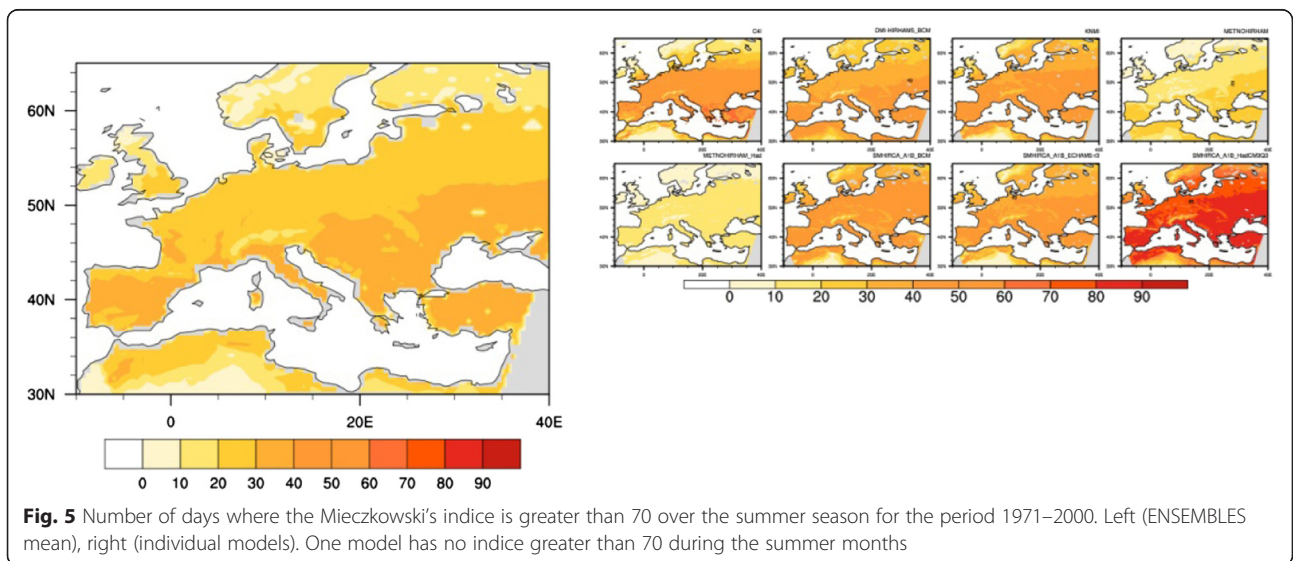 C4I DMI-HIRHAM5_BCM KNMI METNOHIRHAM
METNOHIRHAM_Had SMHIRCA_A1B_BCM SMHIRCA_A1B_ECHAM5-r3 SMHIRCA_A1B_HadCM3Q3
60N
50N
40N
30N
0 20E 40E
0 10 20 30 40 50 60 70 80 90
0 10 20 30 40 50 60 70 80 90
Fig. 5 Number of days where the Mieczkowski's indice is greater than 70 over the summer season for the period 1971–2000. Left (ENSEMBLES
mean), right (individual models). One model has no indice greater than 70 during the summer months